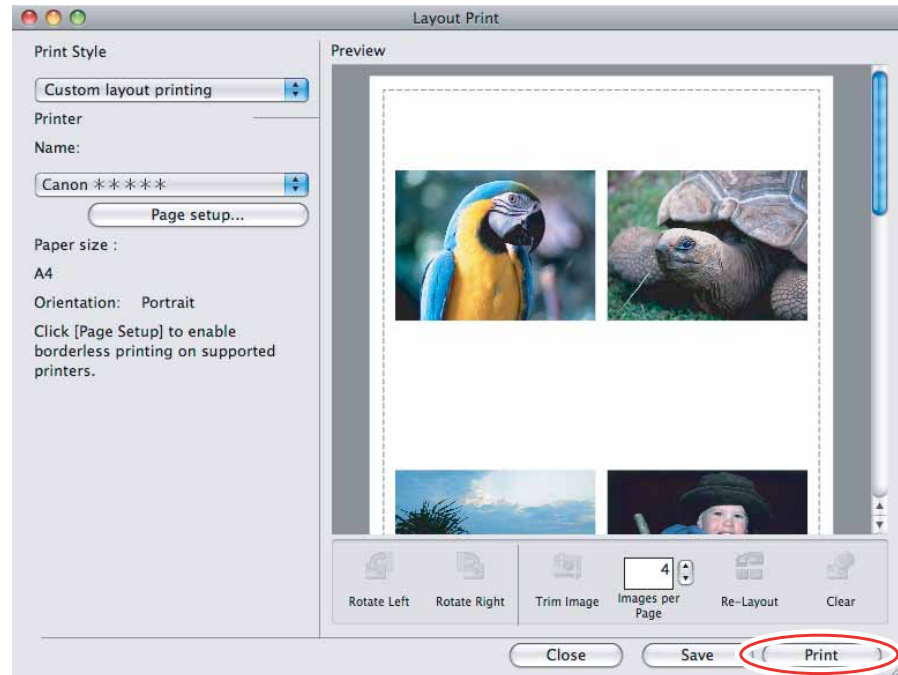 Layout Print
Print Style
Custom layout printing
Printer
Name:
Canon ＊＊＊＊＊
Page setup...
Paper size :
A4
Orientation: Portrait
Click [Page Setup] to enable
borderless printing on supported
printers.
Preview
Rotate Left
Rotate Right
Trim Image
4
Images per
Page
Re-Layout
Clear
Close
Save
Print